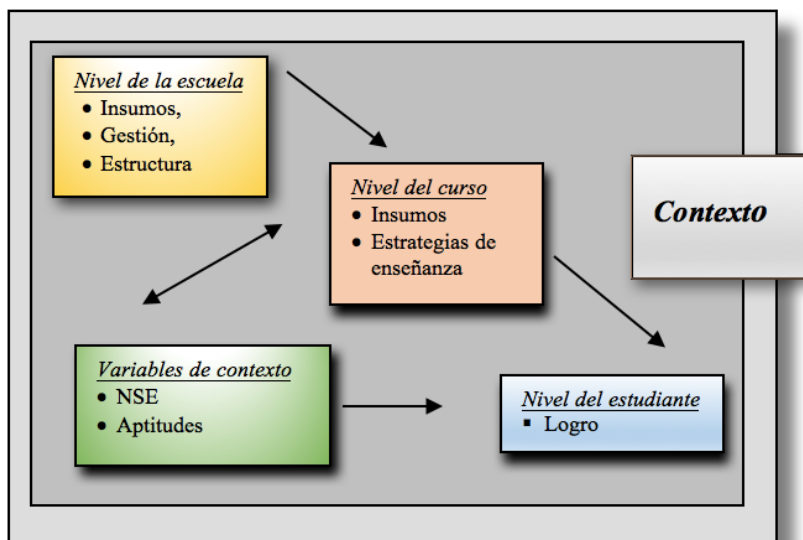 Nivel de la escuela
• Insumos,
• Gestión,
• Estructura
Nivel del curso
• Insumos
• Estrategias de
enseñanza
Contexto
Variables de contexto
• NSE
• Aptitudes
Nivel del estudiante
▪ Logro